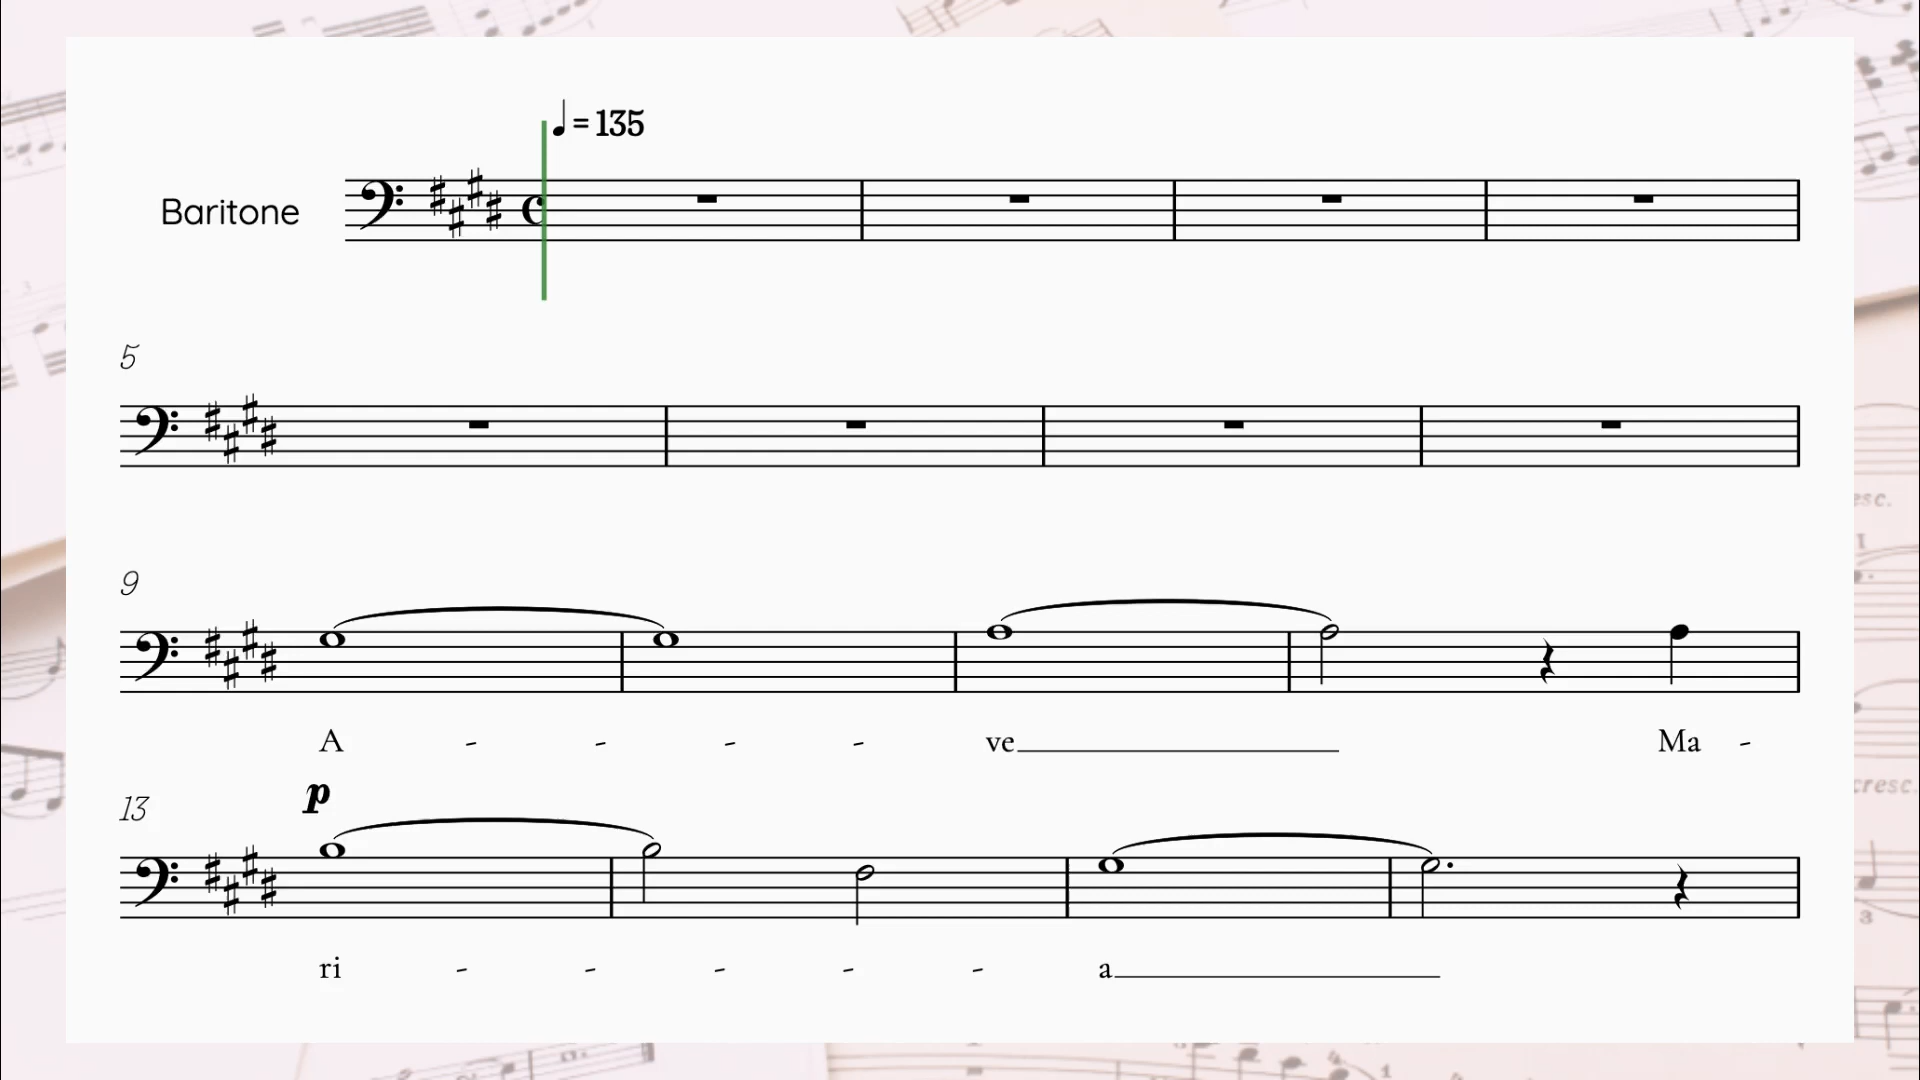 ♩ = 135
Baritone
5
9
A - - - - ve Ma -
p
13
ri - - - - - a